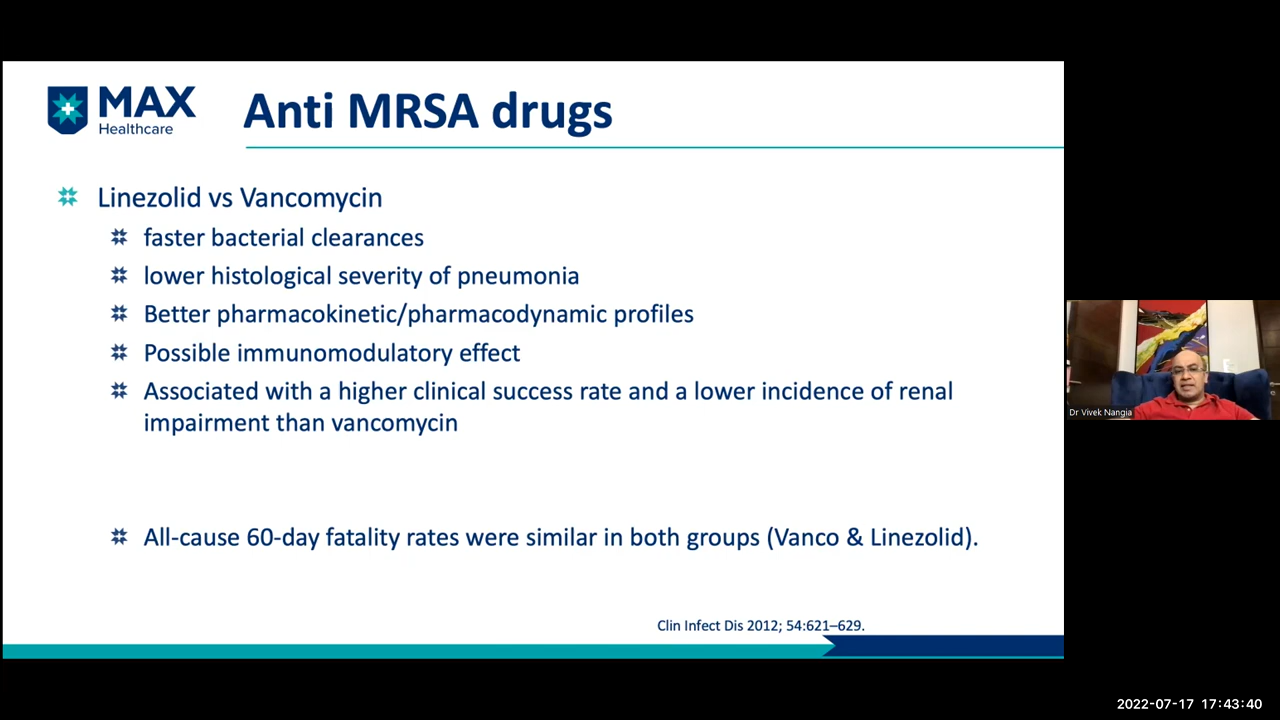 MAX
Healthcare
Anti MRSA drugs
Linezolid vs Vancomycin
faster bacterial clearances
lower histological severity of pneumonia
Better pharmacokinetic/pharmacodynamic profiles
Possible immunomodulatory effect
Associated with a higher clinical success rate and a lower incidence of renal
impairment than vancomycin
All-cause 60-day fatality rates were similar in both groups (Vanco & Linezolid).
Clin Infect Dis 2012; 54:621–629.
Dr Vivek Nangia
2022-07-17 17:43:40